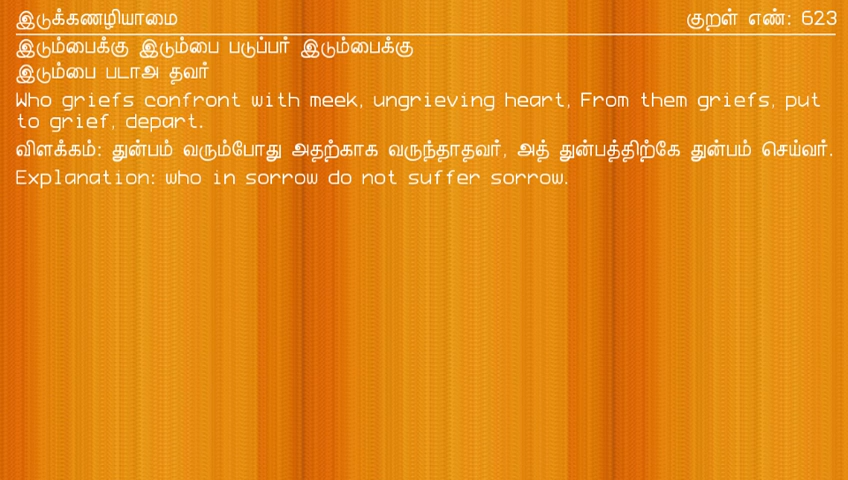 இடுக்கணழியாமை குறள் எண்: 623
இடும்பைக்கு இடும்பை படுப்பர் இடும்பைக்கு
இடும்பை படாஅ தவர்
Who griefs confront with meek, ungrieving heart, From them griefs, put
to grief, depart.
விளக்கம்: துன்பம் வரும்போது அதற்காக வருந்தாதவர், அத் துன்பத்திற்கே துன்பம் செய்வர்.
Explanation: who in sorrow do not suffer sorrow.